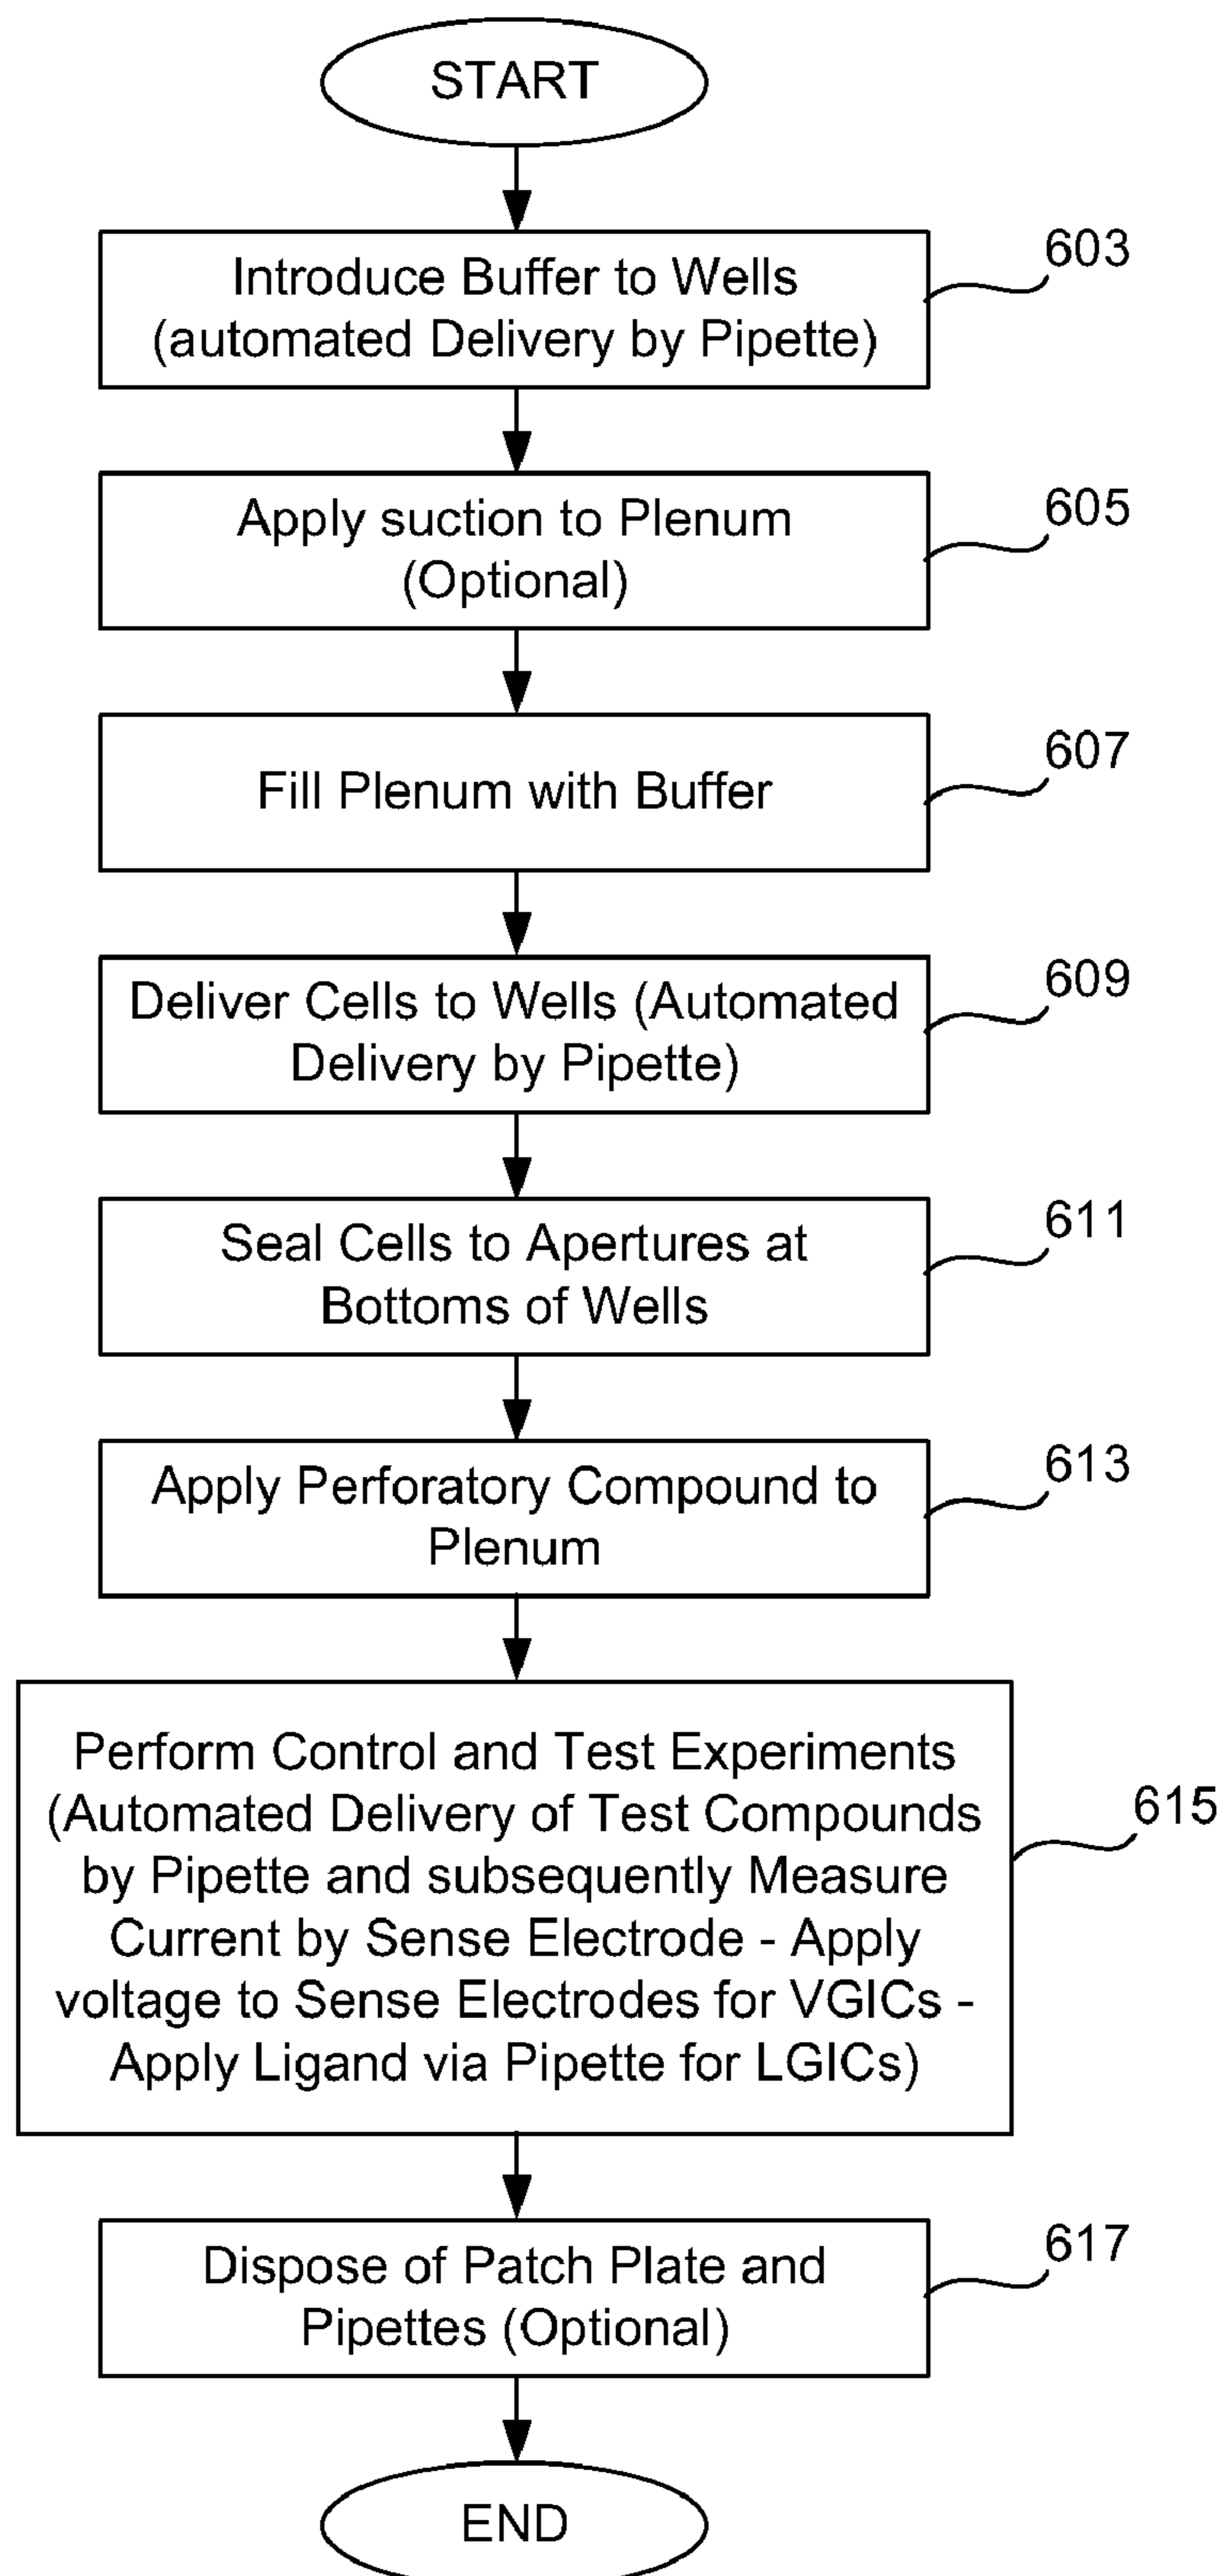 START
Introduce Buffer to Wells
(automated Delivery by Pipette)
603
Apply suction to Plenum
(Optional)
605
Fill Plenum with Buffer
607
Deliver Cells to Wells (Automated
Delivery by Pipette)
609
Seal Cells to Apertures at
Bottoms of Wells
611
Apply Perforatory Compound to
Plenum
613
Perform Control and Test Experiments
(Automated Delivery of Test Compounds
by Pipette and subsequently Measure
Current by Sense Electrode - Apply
voltage to Sense Electrodes for VGICs -
Apply Ligand via Pipette for LGICs)
615
Dispose of Patch Plate and
Pipettes (Optional)
617
END